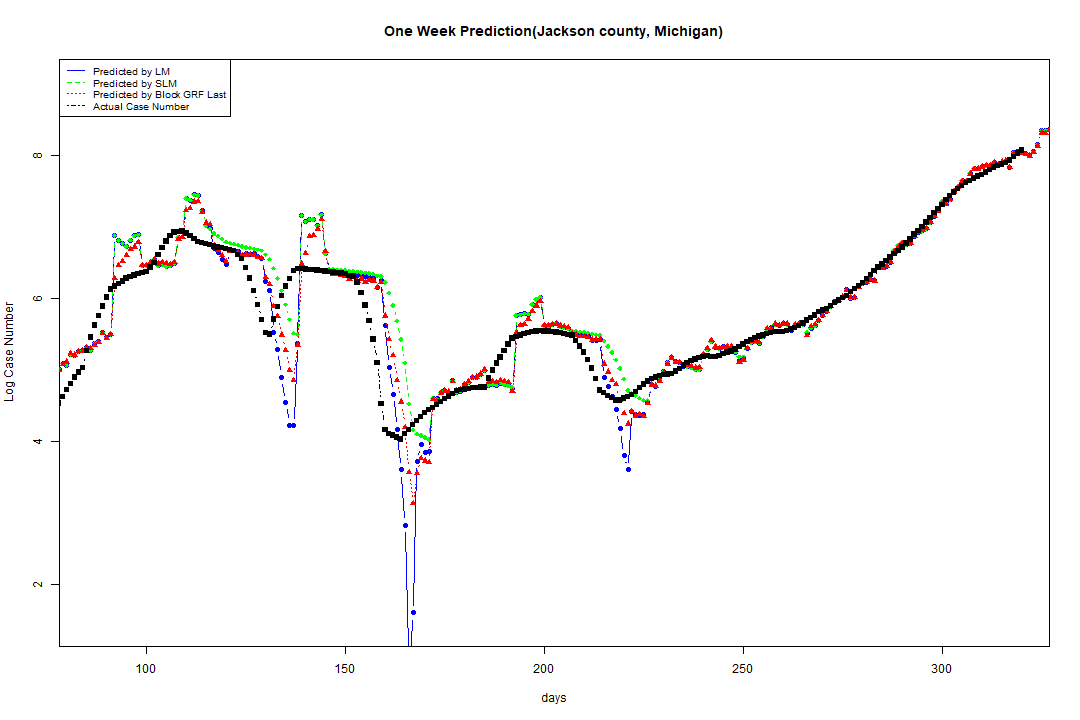 One Week Prediction(Jackson county, Michigan)
Predicted by LM
Predicted by SLM
Predicted by Block GRF Last
Actual Case Number
8
6
4
2
Log Case Number
100 150 200 250 300
days